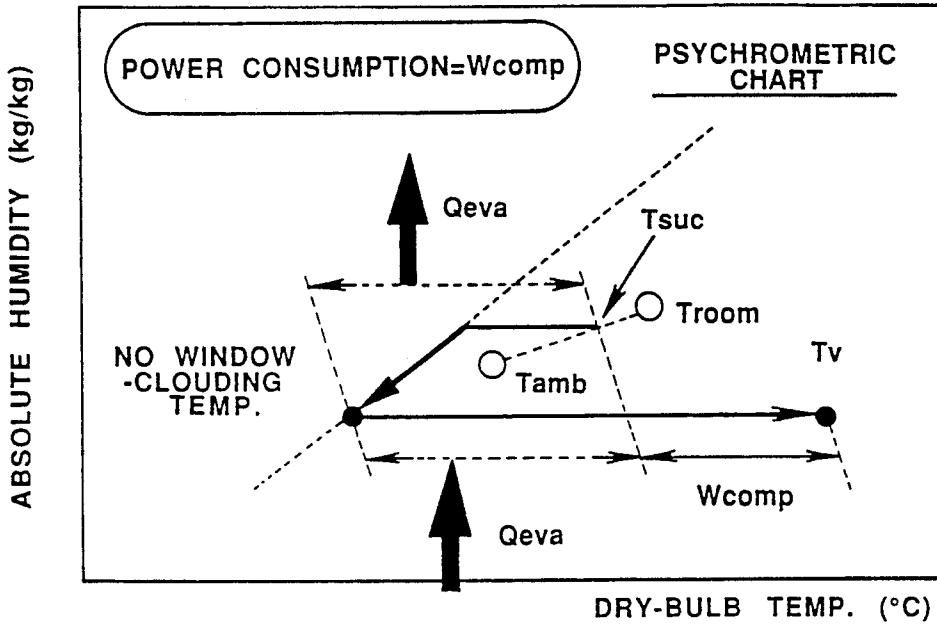 POWER CONSUMPTION=Wcomp
PSYCHROMETRIC
CHART
ABSOLUTE HUMIDITY (kg/kg)
Qeva
Tsuc
Troom
NO WINDOW
-CLOUDING
TEMP.
Tamb
Tv
Wcomp
Qeva
DRY-BULB TEMP. (°C)